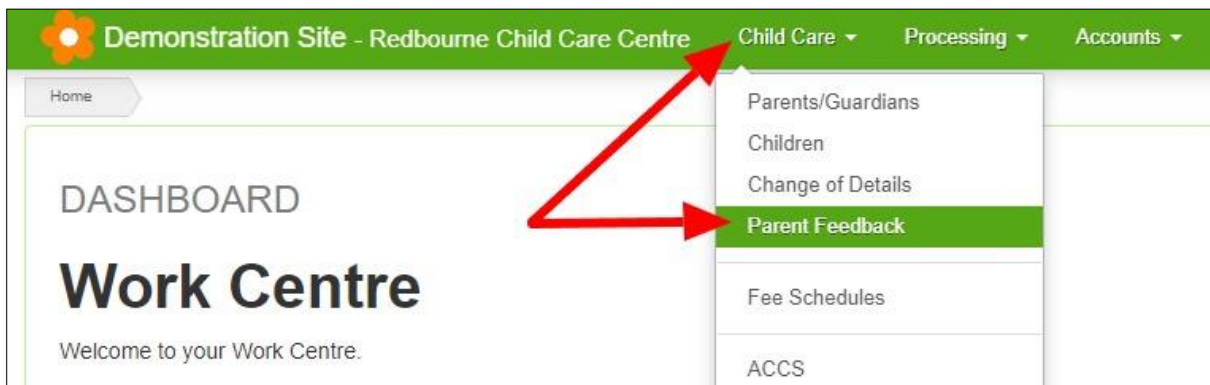 Demonstration Site - Redbourne Child Care Centre Child Care Processing Accounts
Home
Parents/Guardians
Children
Change of Details
Parent Feedback
Fee Schedules
ACCS
DASHBOARD
Work Centre
Welcome to your Work Centre.